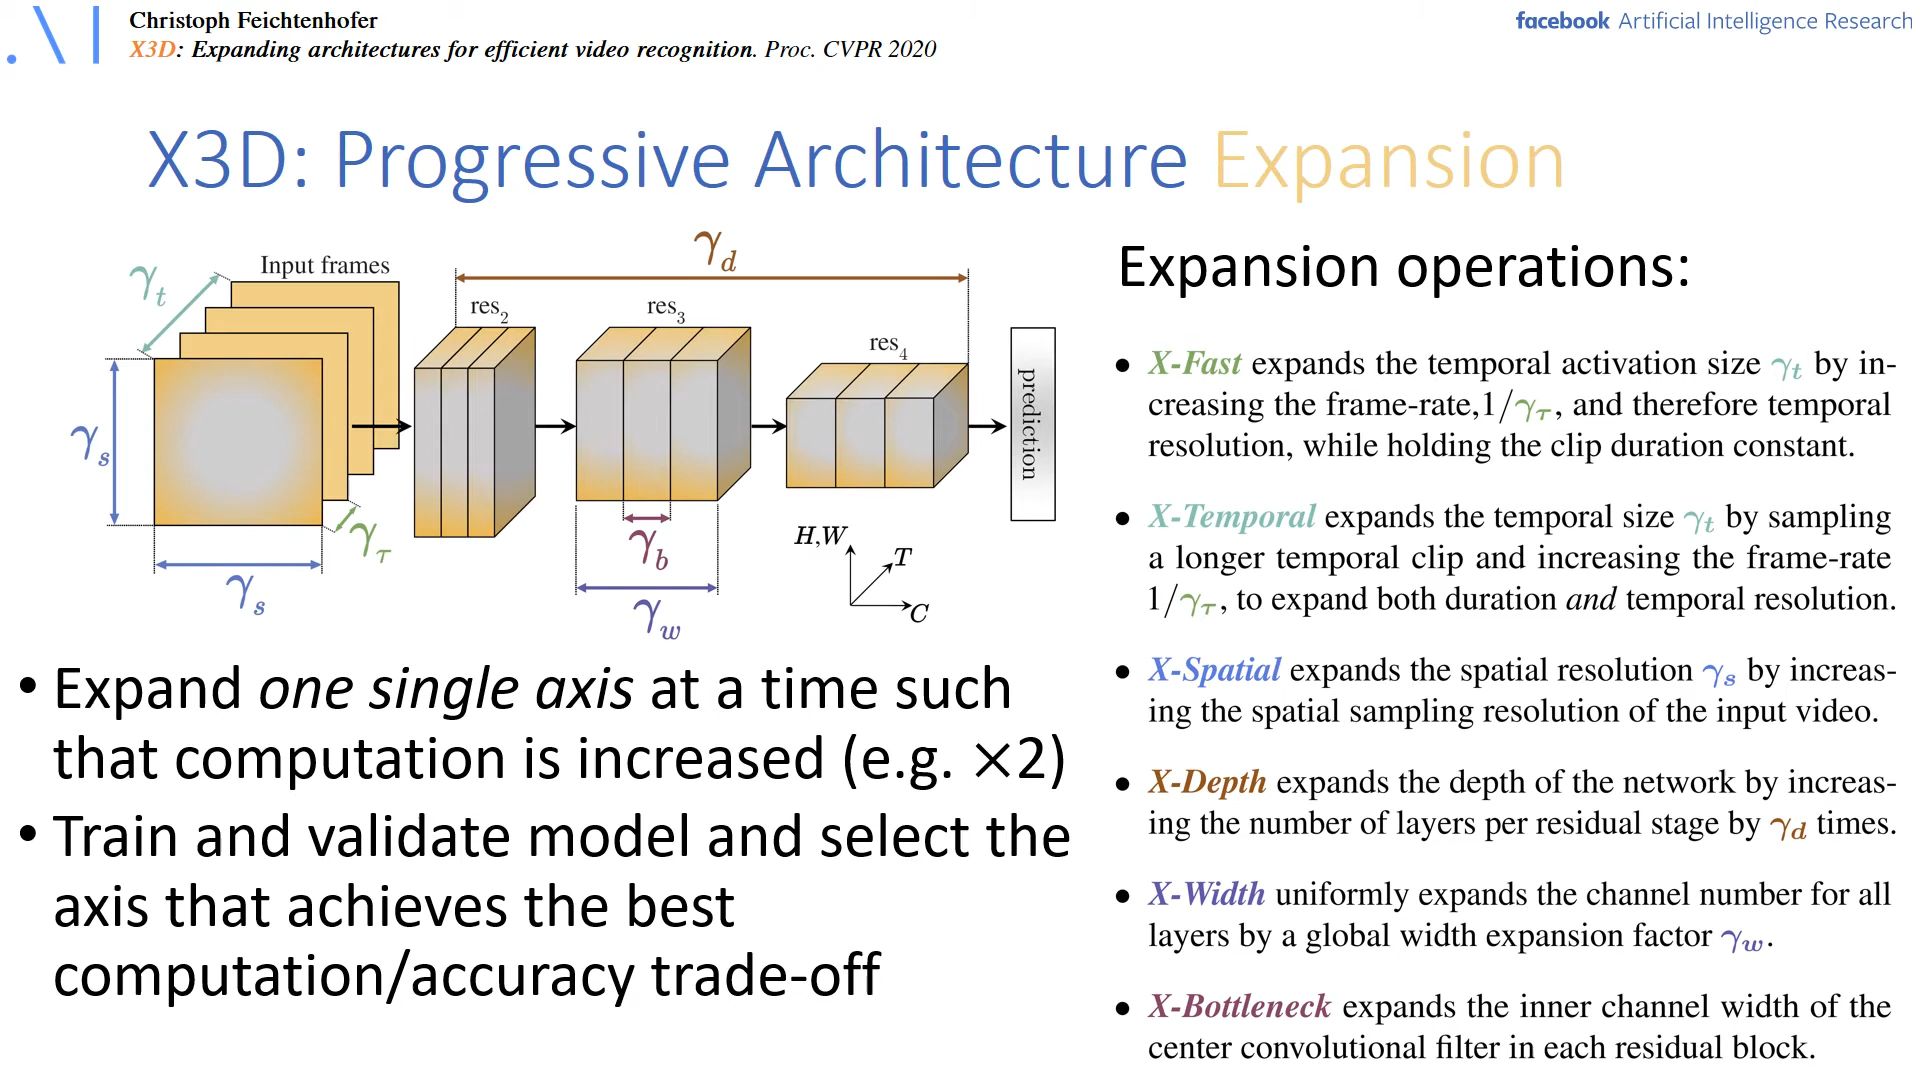 Christoph Feichtenhofer
X3D: Expanding architectures for efficient video recognition. Proc. CVPR 2020
facebook Artificial Intelligence Research
X3D: Progressive Architecture Expansion
γt
Input frames
γd
res2
res3
res4
prediction
γs
γτ
γs
γb
γw
H,W
T
C
• Expand one single axis at a time such
that computation is increased (e.g. ×2)
• Train and validate model and select the
axis that achieves the best
computation/accuracy trade-off
Expansion operations:
• X-Fast expands the temporal activation size γt by in-
creasing the frame-rate,1/γτ, and therefore temporal
resolution, while holding the clip duration constant.
• X-Temporal expands the temporal size γt by sampling
a longer temporal clip and increasing the frame-rate
1/γτ, to expand both duration and temporal resolution.
• X-Spatial expands the spatial resolution γs by increas-
ing the spatial sampling resolution of the input video.
• X-Depth expands the depth of the network by increas-
ing the number of layers per residual stage by γd times.
• X-Width uniformly expands the channel number for all
layers by a global width expansion factor γw.
• X-Bottleneck expands the inner channel width of the
center convolutional filter in each residual block.